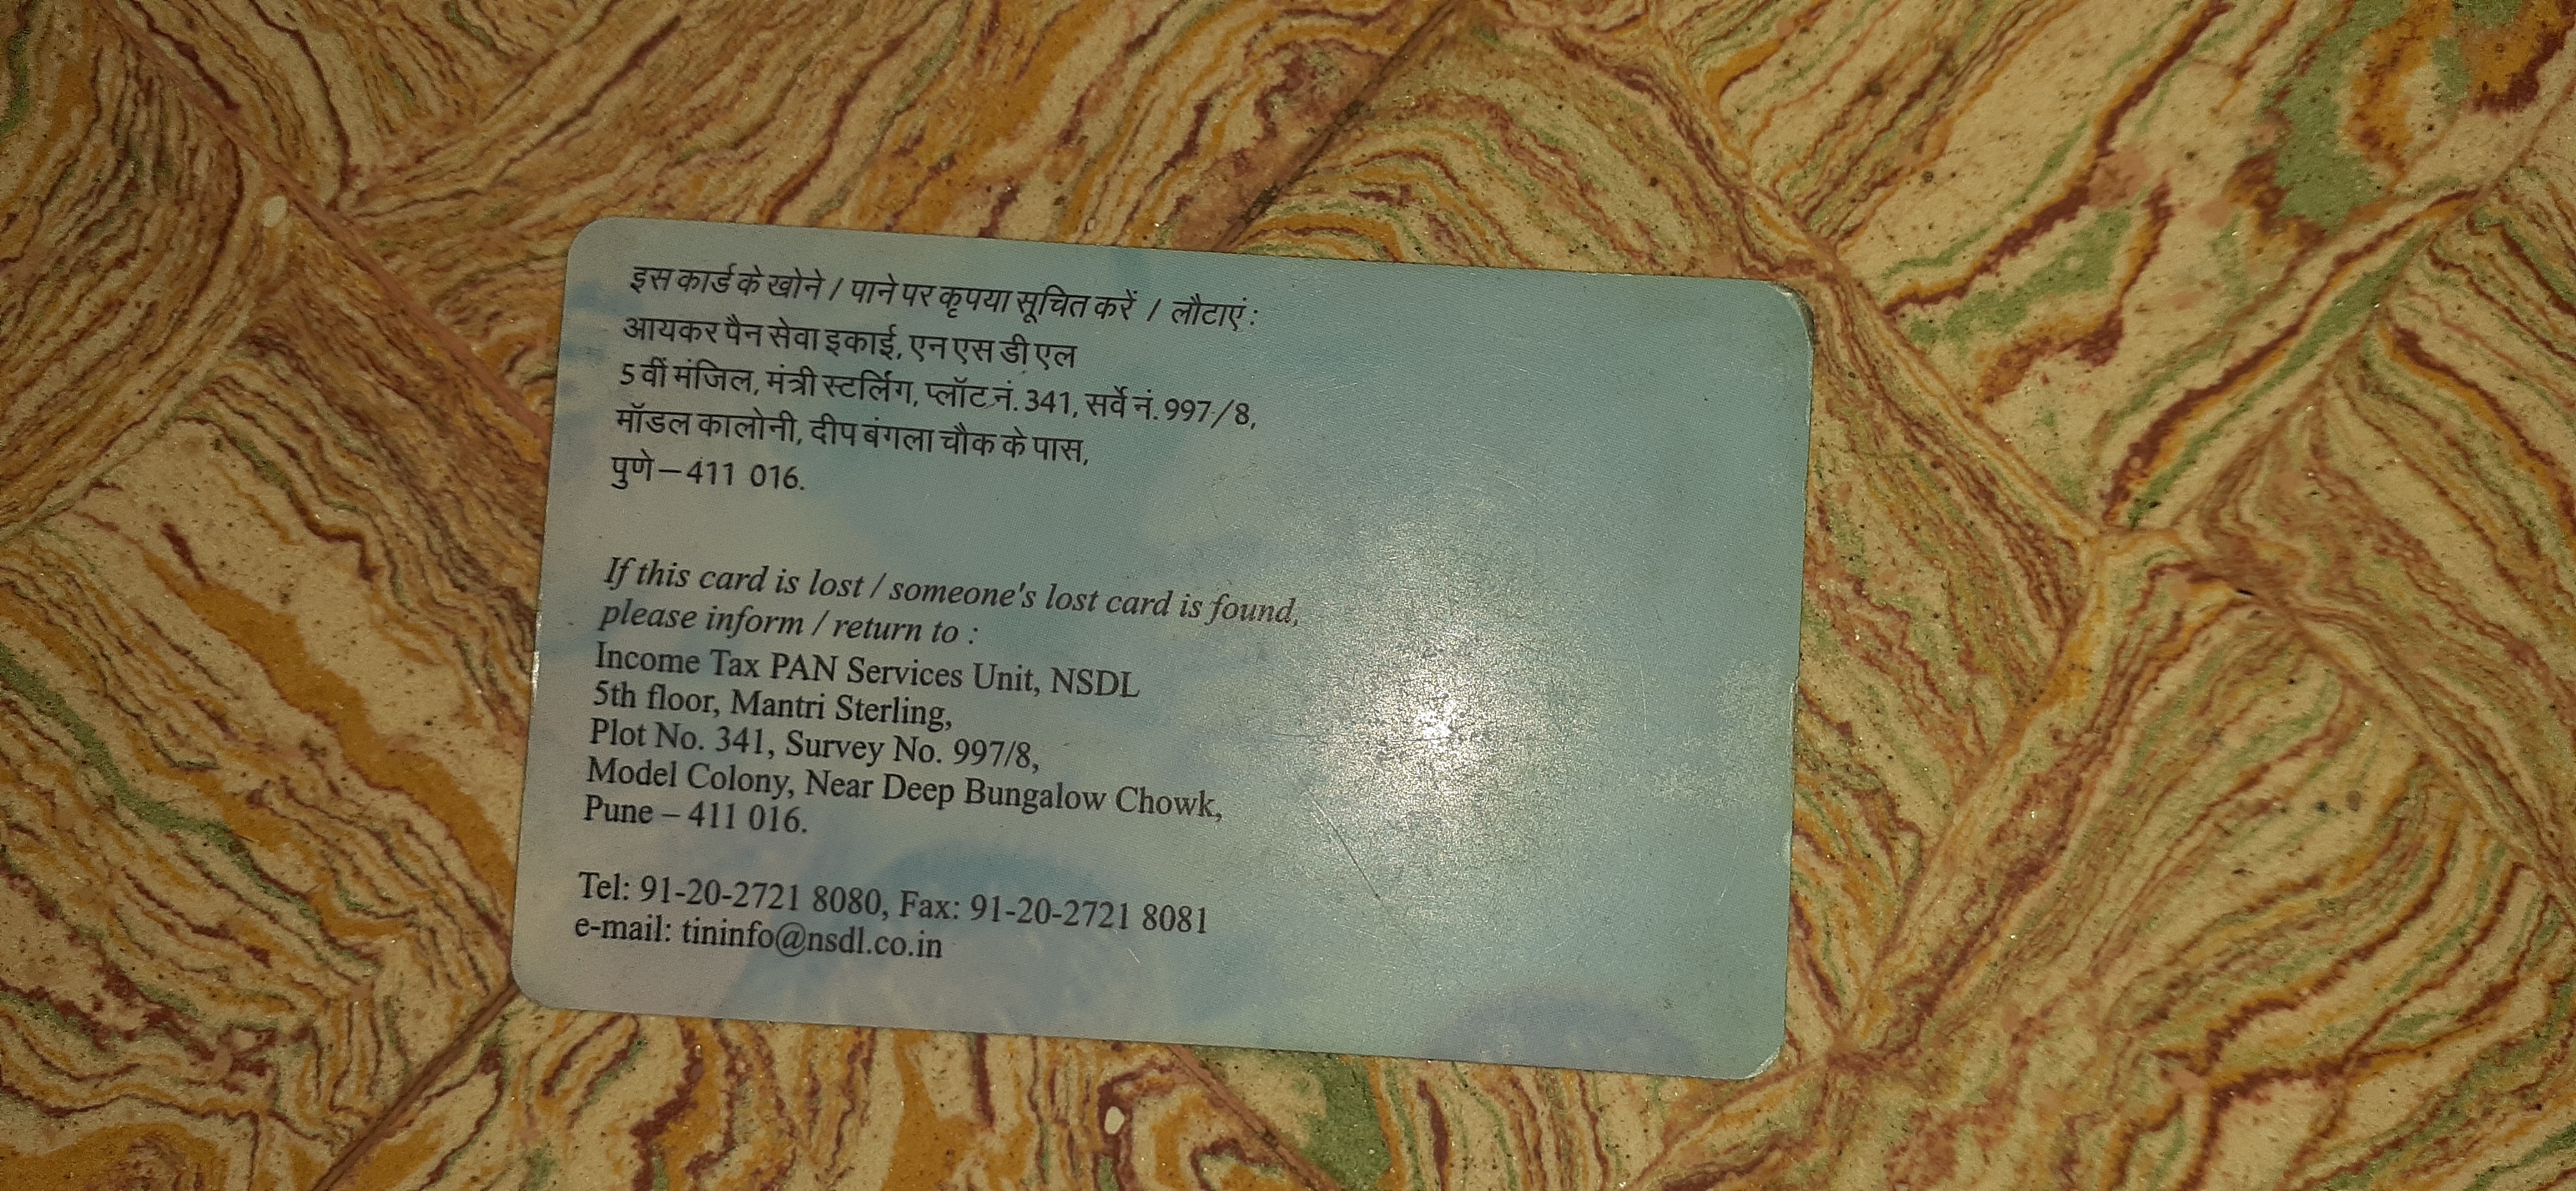 इस कार्ड के खोने / पाने पर कृपया सूचित करें / लौटाएं :
आयकर पैन सेवा इकाई, एन एस डी एल
5 वीं मंजिल, मंत्री स्टर्लिंग, प्लॉट नं. 341, सर्वे नं. 997/8,
मॉडल कालोनी, दीप बंगला चौक के पास,
पुणे – 411 016.
If this card is lost / someone's lost card is found,
please inform / return to :
Income Tax PAN Services Unit, NSDL
5th floor, Mantri Sterling,
Plot No. 341, Survey No. 997/8,
Model Colony, Near Deep Bungalow Chowk,
Pune – 411 016.
Tel: 91-20-2721 8080, Fax: 91-20-2721 8081
e-mail: tininfo@nsdl.co.in